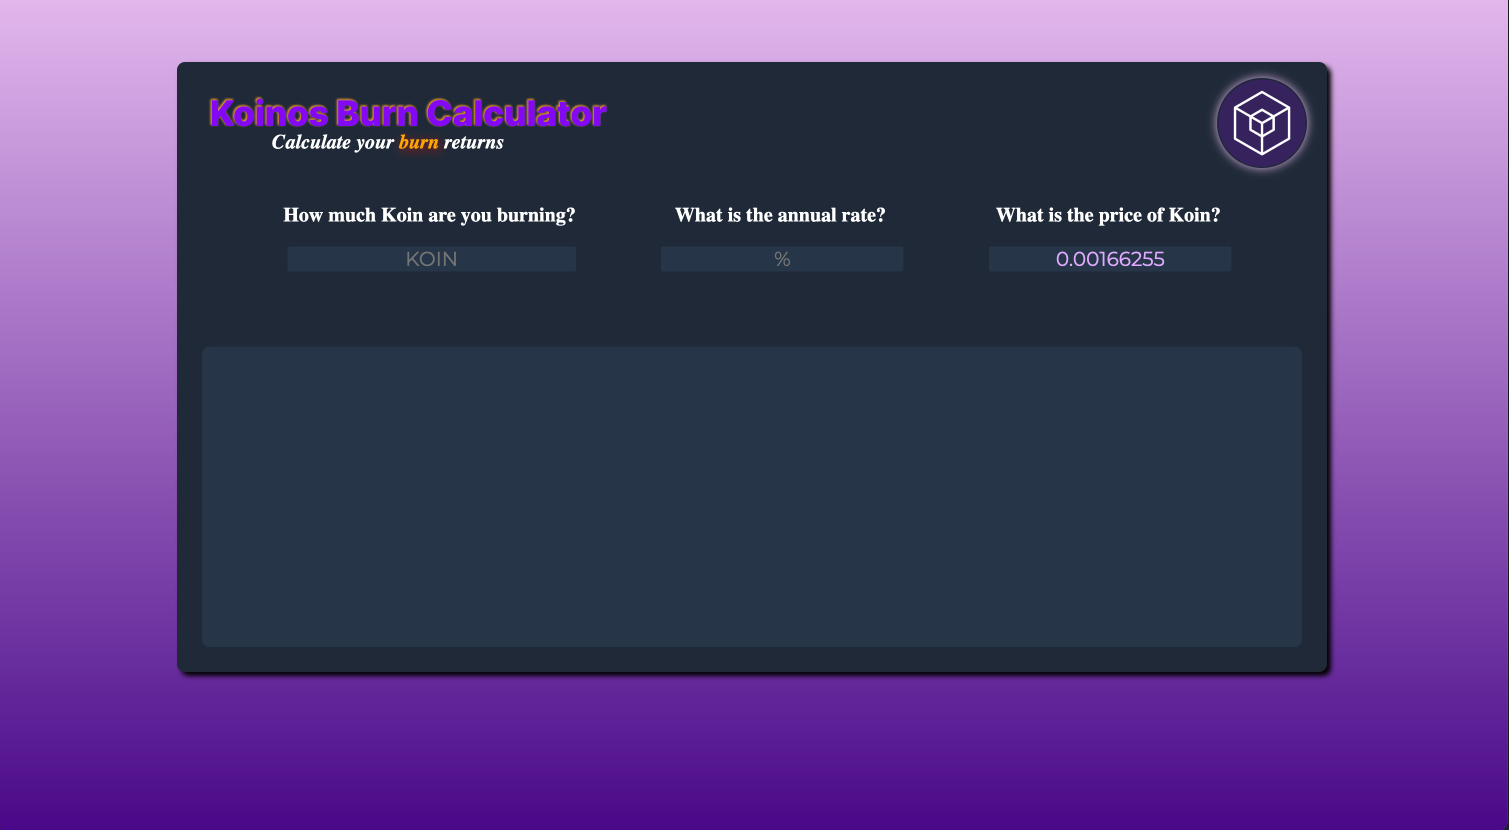 Koinos Burn Calculator
Calculate your burn returns
How much Koin are you burning?
What is the annual rate?
What is the price of Koin?
KOIN
%
0.00166255